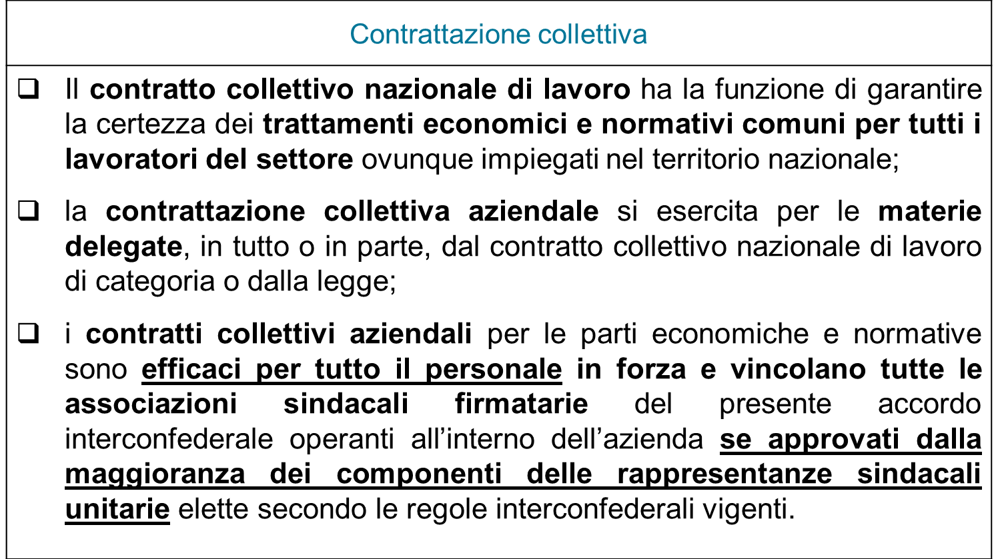 Contrattazione collettiva
❑ Il contratto collettivo nazionale di lavoro ha la funzione di garantire
la certezza dei trattamenti economici e normativi comuni per tutti i
lavoratori del settore ovunque impiegati nel territorio nazionale;
❑ la contrattazione collettiva aziendale si esercita per le materie
delegate, in tutto o in parte, dal contratto collettivo nazionale di lavoro
di categoria o dalla legge;
❑ i contratti collettivi aziendali per le parti economiche e normative
sono efficaci per tutto il personale in forza e vincolano tutte le
associazioni sindacali firmatarie del presente accordo
interconfederale operanti all’interno dell’azienda se approvati dalla
maggioranza dei componenti delle rappresentanze sindacali
unitarie elette secondo le regole interconfederali vigenti.